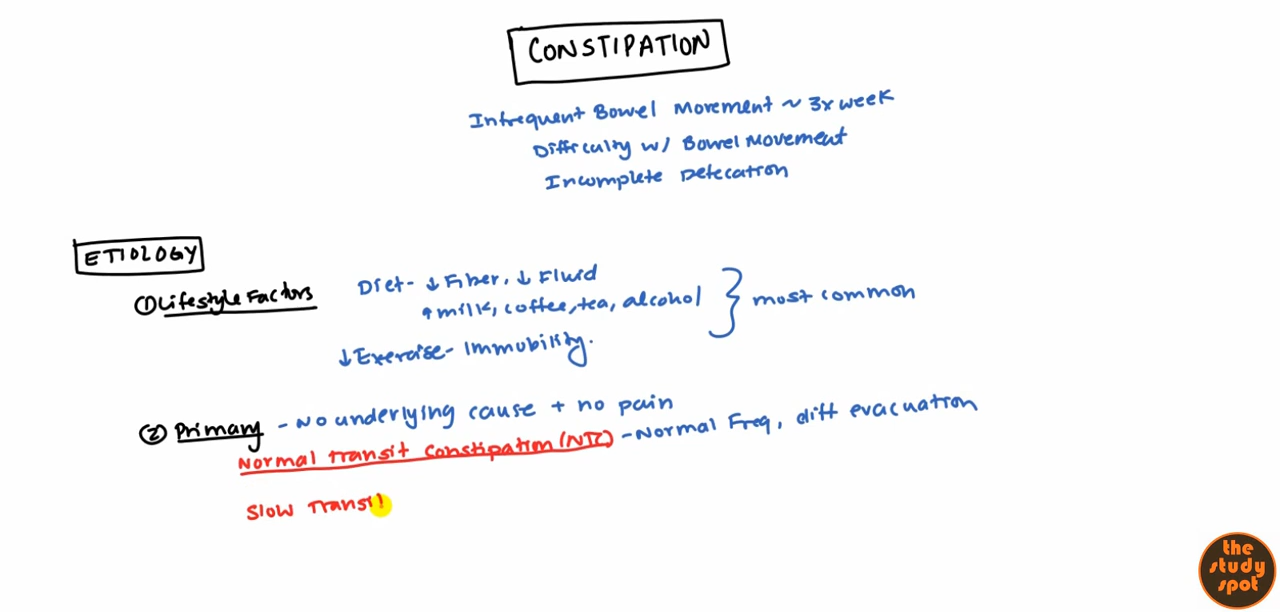 CONSTIPATION
Infrequent Bowel Movement ~ 3x week
Difficulty w/ Bowel Movement
Incomplete Defecation
ETIOLOGY
① Lifestyle Factors
Diet - ↓ Fiber, ↓ Fluid
↑ milk, coffee, tea, alcohol
} most common
↓ Exercise - Immobility.
② Primary - No underlying cause + no pain
Normal Transit Constipation (NTC) - Normal Freq, diff evacuation
Slow Transit
the
study
spot